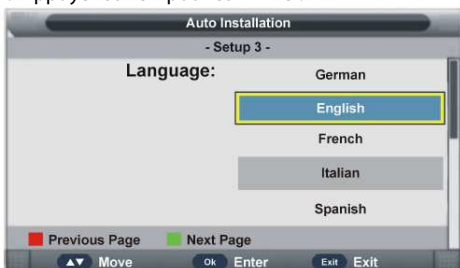 Auto Installation
- Setup 3 -
Language:
German
English
French
Italian
Spanish
Previous Page Next Page
▲▼ Move Ok Enter Exit Exit